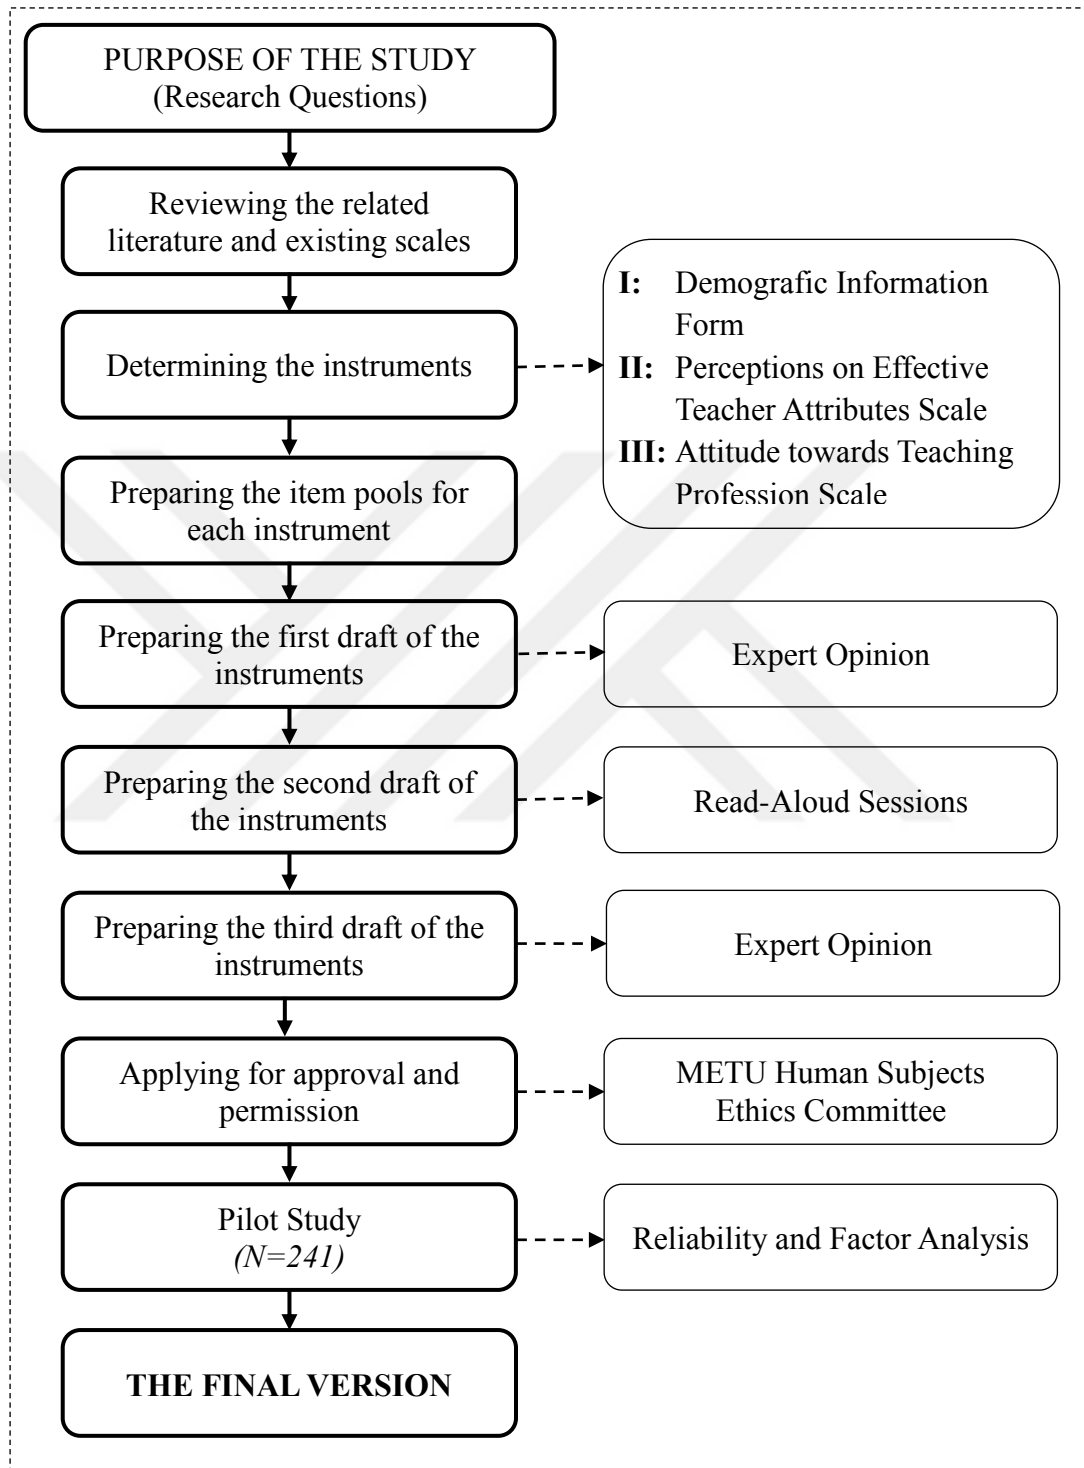 PURPOSE OF THE STUDY
(Research Questions)
Reviewing the related
literature and existing scales
Determining the instruments
I: Demografic Information
Form
II: Perceptions on Effective
Teacher Attributes Scale
III: Attitude towards Teaching
Profession Scale
Preparing the item pools for
each instrument
Preparing the first draft of the
instruments
Expert Opinion
Preparing the second draft of
the instruments
Read-Aloud Sessions
Preparing the third draft of the
instruments
Expert Opinion
Applying for approval and
permission
METU Human Subjects
Ethics Committee
Pilot Study
(N=241)
Reliability and Factor Analysis
THE FINAL VERSION